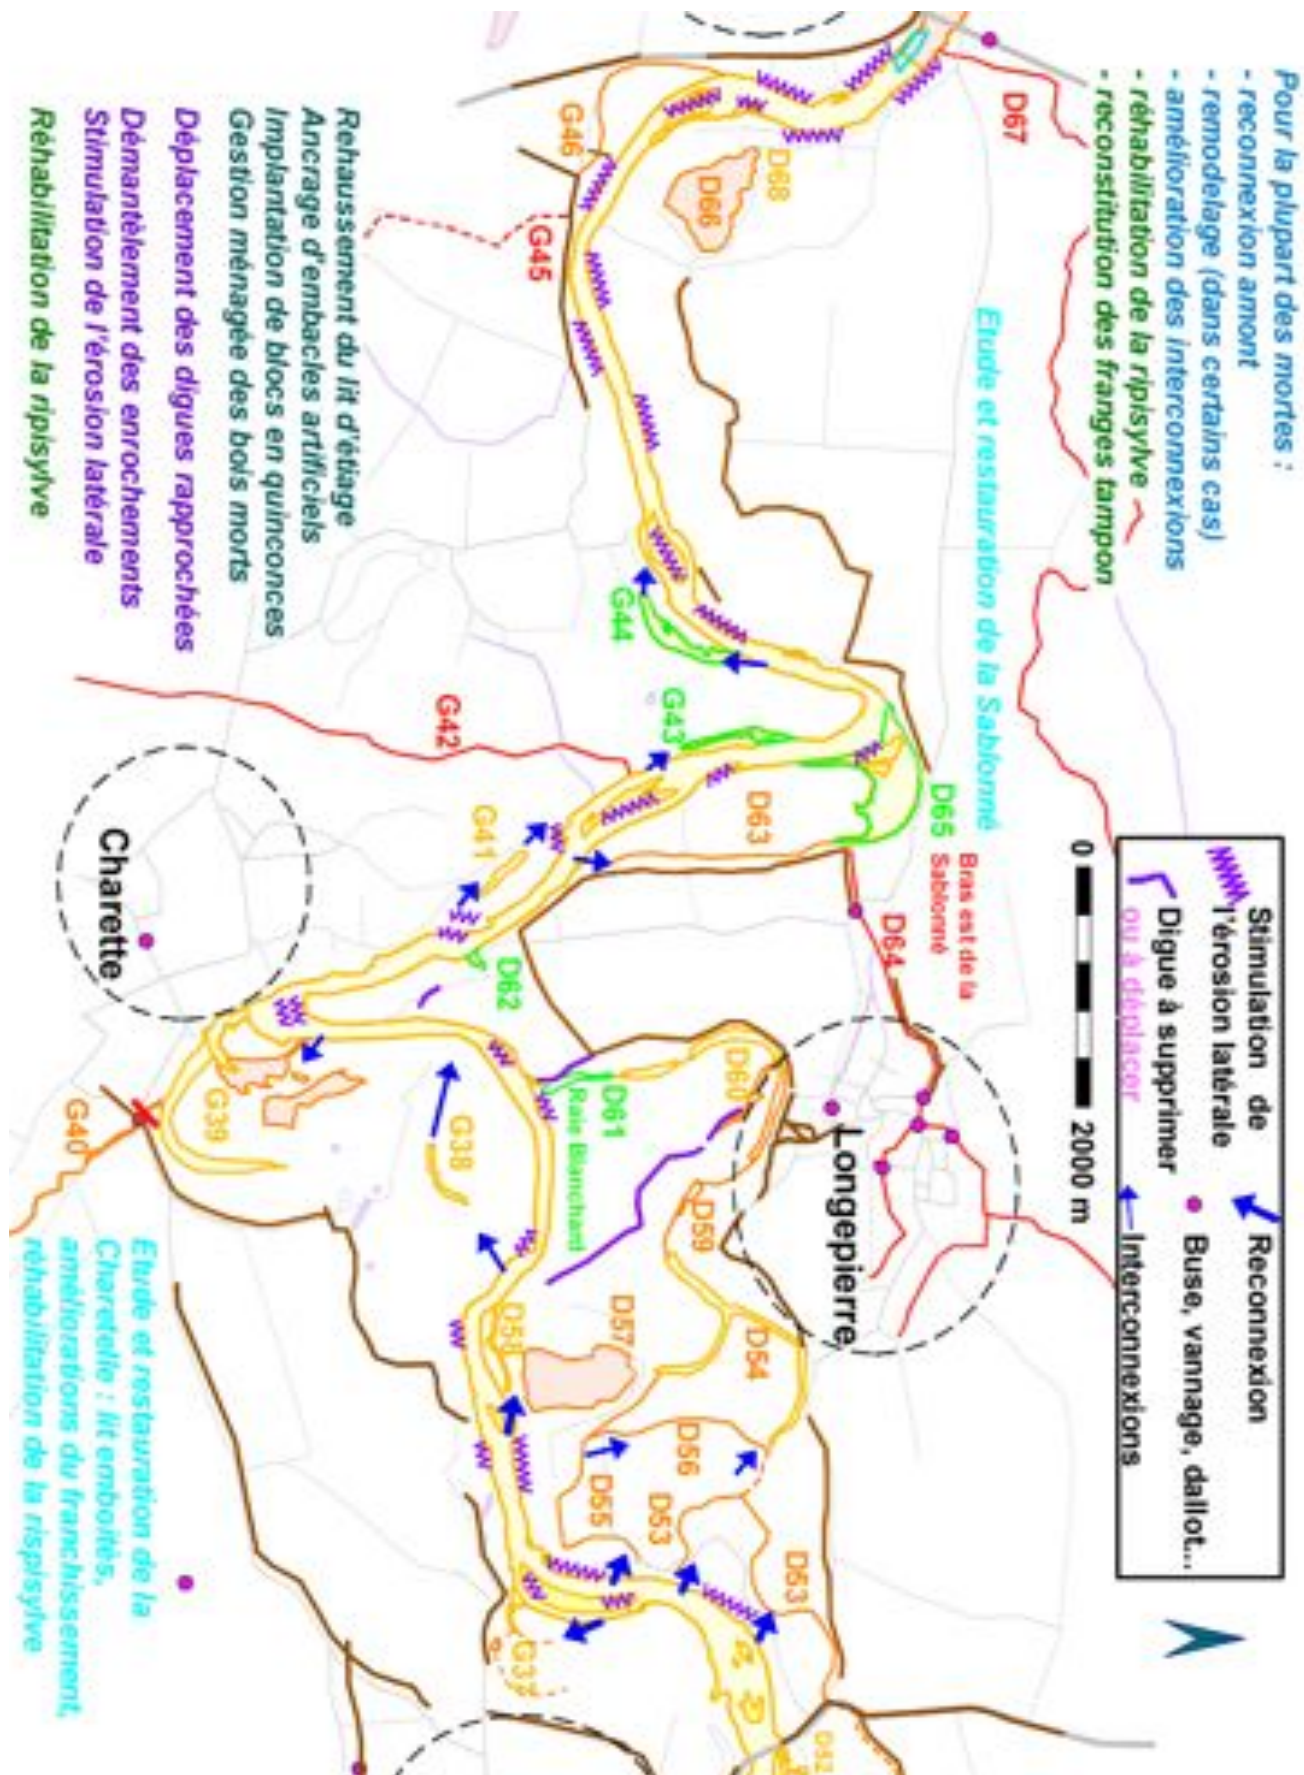 Pour la plupart des mortes :
- reconnexion amont
- remodelage (dans certains cas)
- amélioration des interconnexions
- réhabilitation de la ripisylve
- reconstitution des franges tampon
Stimulation de
l'érosion latérale
Digue à supprimer
ou à déplacer
Reconnexion
Buse, vannage, dallot...
Interconnexions
0
2000 m
D67
Etude et restauration de la Sablonné
Bras est de la
Sablonné
D65
D64
Longepierre
D68
D66
D63
D60
D59
D54
D53
D56
D53
D57
D55
D52
D61
Raie Blanchant
D62
D58
G46
G45
G44
G43
G42
G41
G38
G37
G39
G40
Charette
Rehaussement du lit d'étiage
Ancrage d'embacles artificiels
Implantation de blocs en quinconces
Gestion ménagée des bois morts
Déplacement des digues rapprochées
Démantèlement des enrochements
Stimulation de l'érosion latérale
Réhabilitation de la ripisylve
Etude et restauration de la
Charetelle : lit emboîtés,
améliorations du franchissement,
réhabilitation de la rispisylve